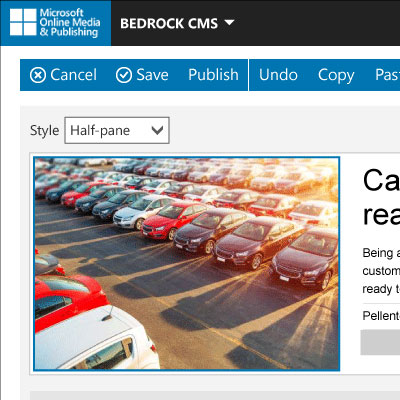 Microsoft
Online Media
& Publishing
BEDROCK CMS
Cancel Save Publish Undo Copy Pas
Style Half-pane
Ca
rea
Being a
custom
ready t
Pellent